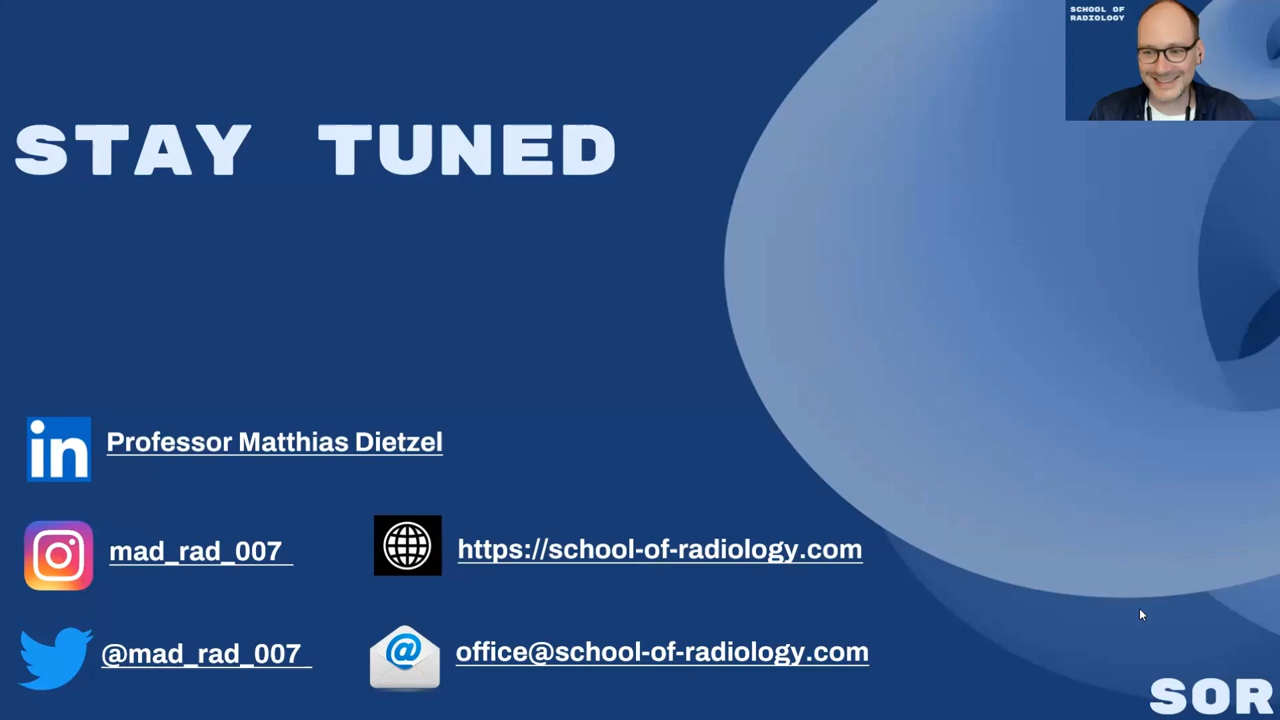 SCHOOL OF
RADIOLOGY
STAY TUNED
in
Professor Matthias Dietzel
mad_rad_007
https://school-of-radiology.com
@mad_rad_007
@
office@school-of-radiology.com
SOR